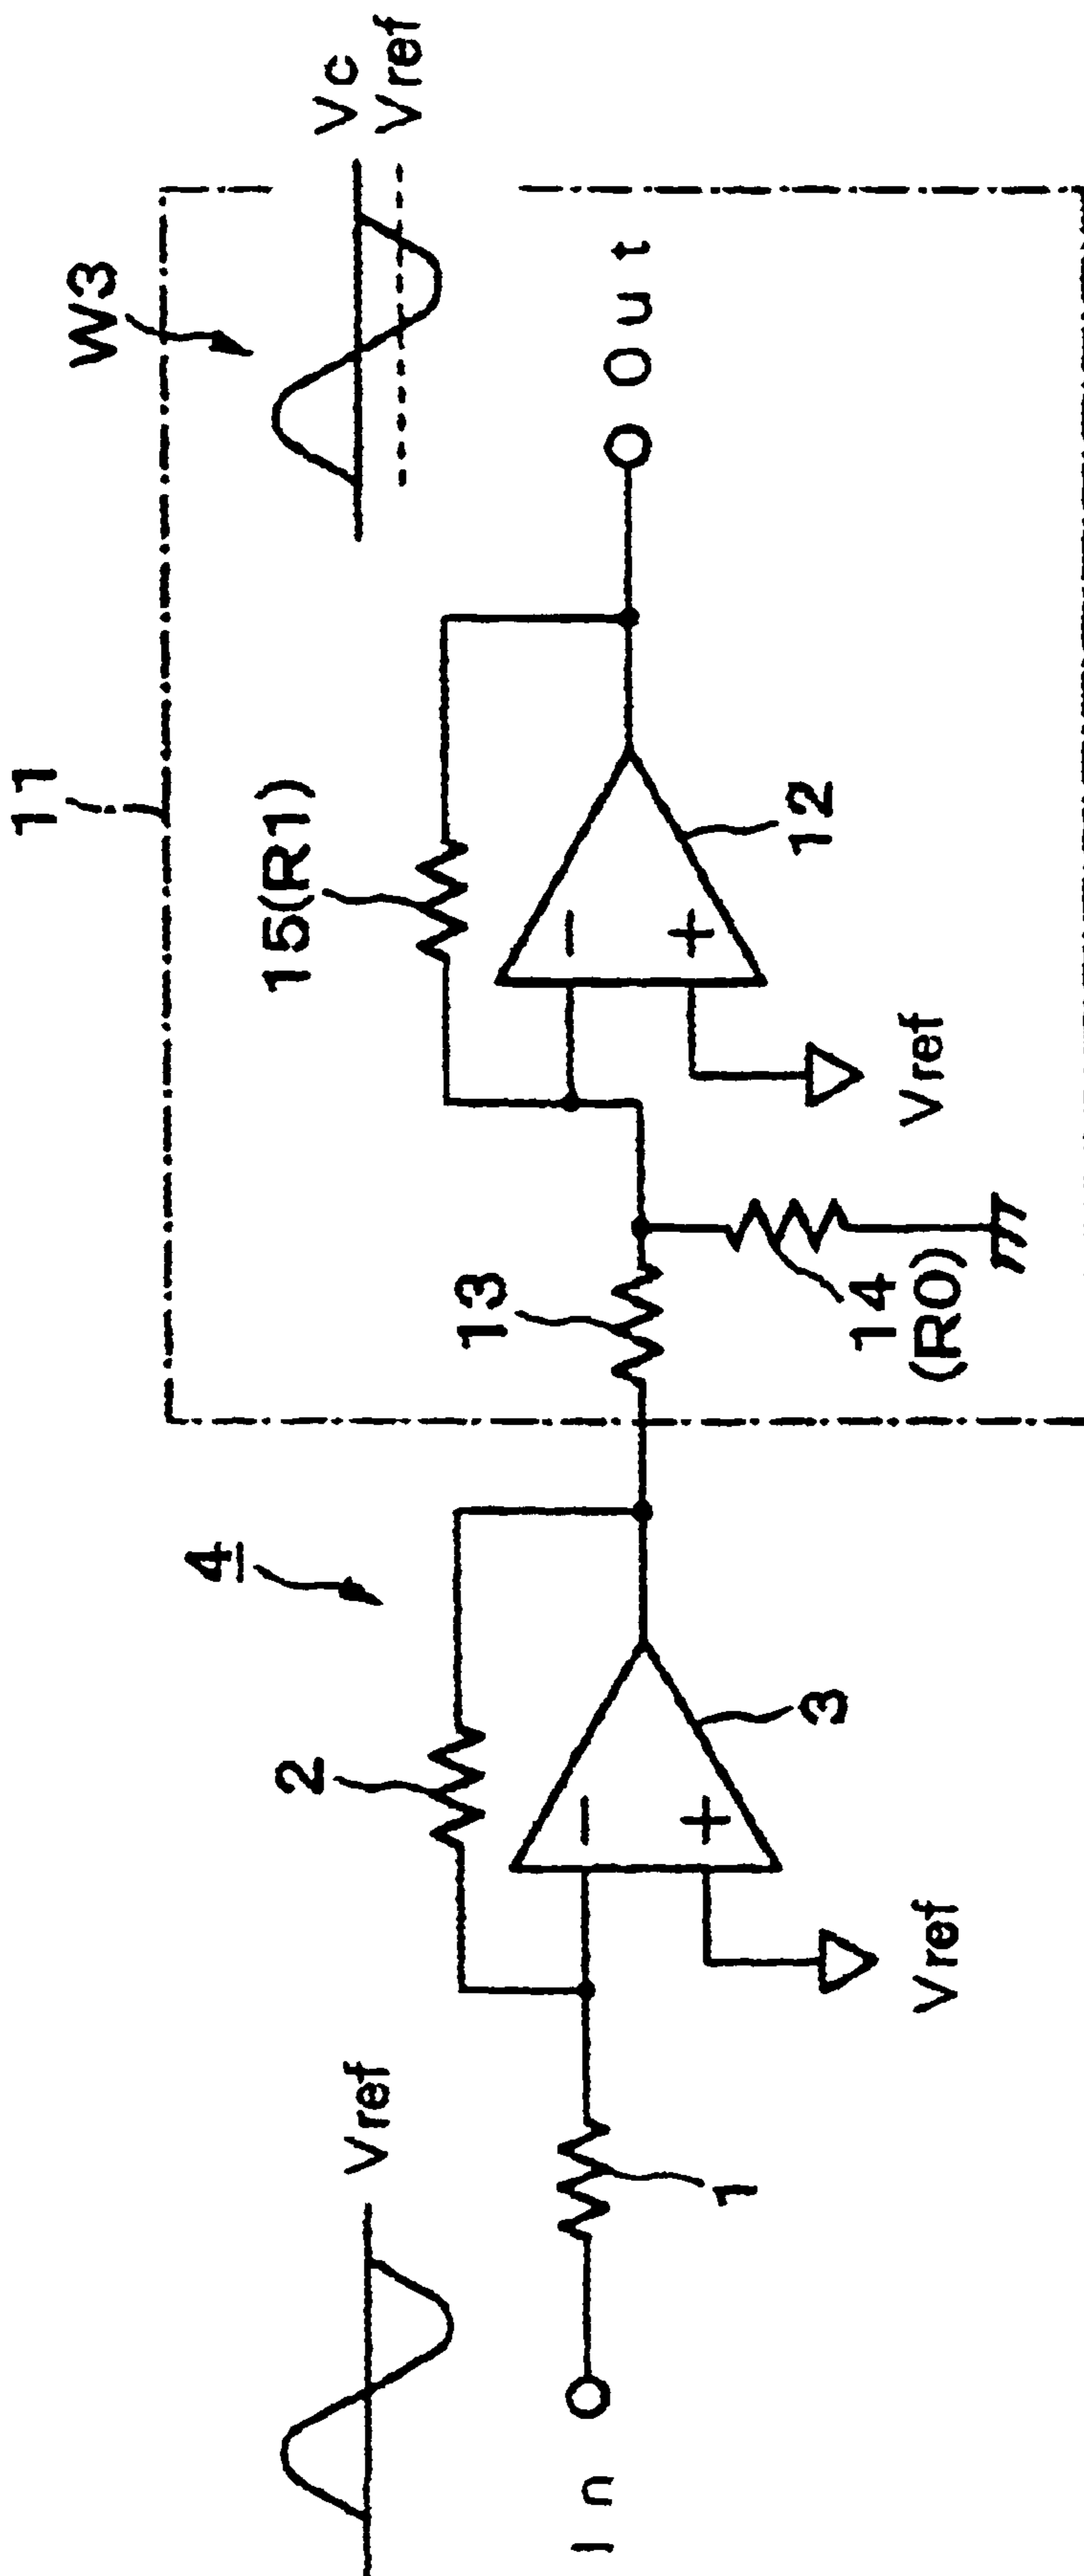 11
W3
Vc
Vref
15(R1)
Out
12
Vref
13
14
(R0)
4
2
3
Vref
Vref
1
In